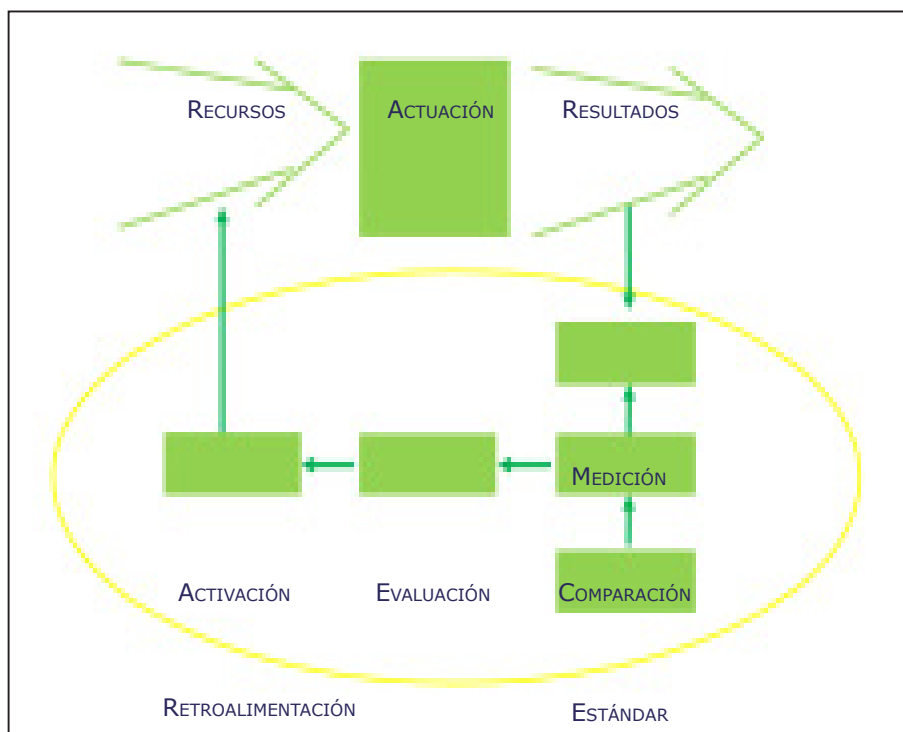 RECURSOS ACTUACIÓN RESULTADOS
MEDICIÓN
ACTIVACIÓN EVALUACIÓN COMPARACIÓN
RETROALIMENTACIÓN ESTÁNDAR